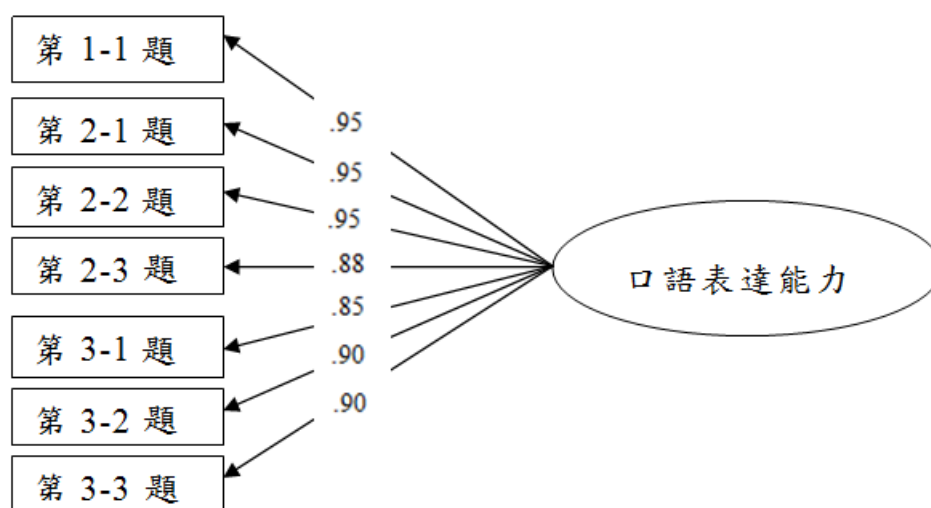 第 1-1 題
.95
第 2-1 題
.95
第 2-2 題
.95
第 2-3 題
.88
口語表達能力
.85
第 3-1 題
.90
第 3-2 題
.90
第 3-3 題